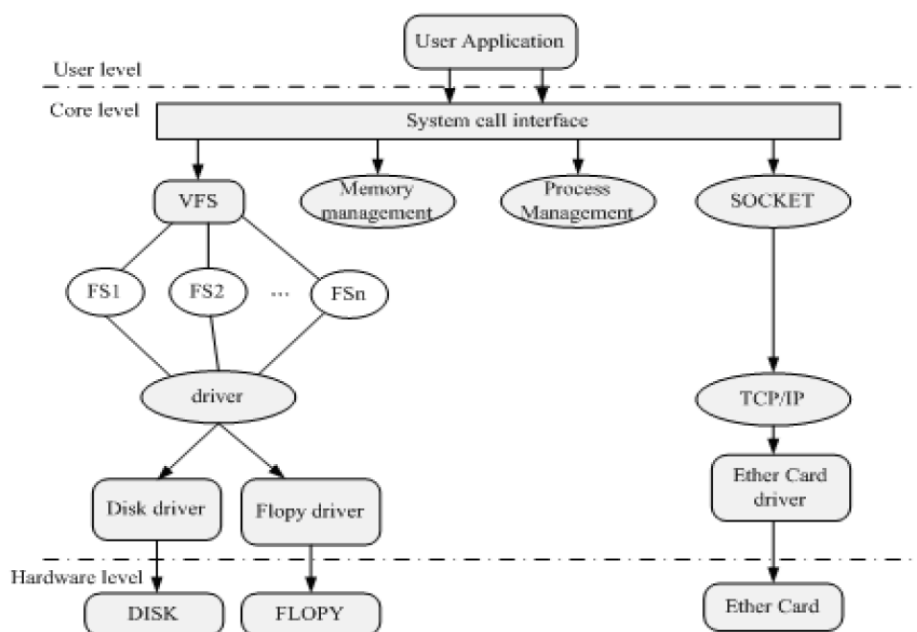 User Application
User level
Core level
System call interface
VFS
Memory
management
Process
Management
SOCKET
FS1
FS2
...
FSn
driver
TCP/IP
Disk driver
Flopy driver
Ether Card
driver
Hardware level
DISK
FLOPY
Ether Card